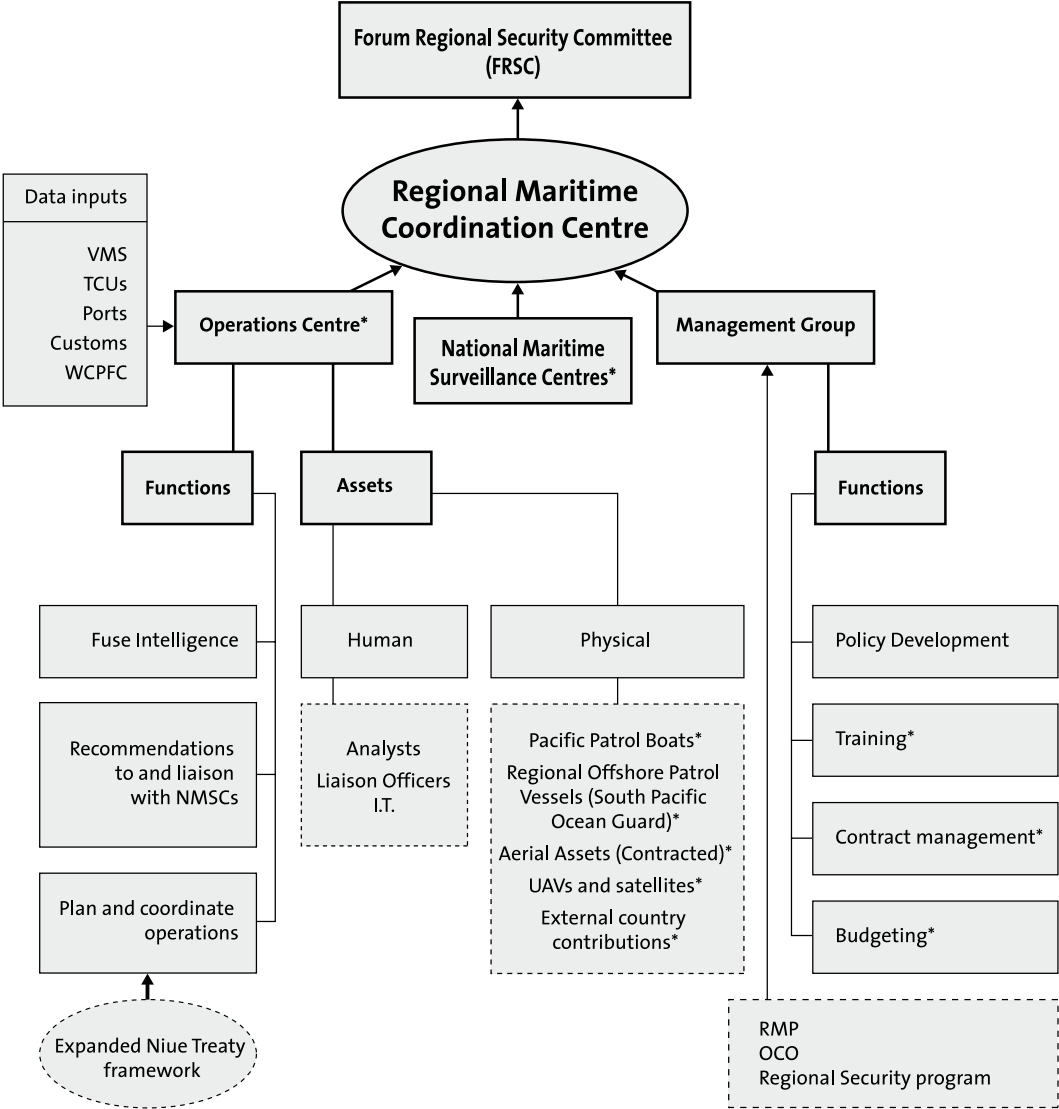 Forum Regional Security Committee
(FRSC)
Regional Maritime
Coordination Centre
Data inputs
VMS
TCUs
Ports
Customs
WCPFC
Operations Centre*
National Maritime
Surveillance Centres*
Management Group
Functions
Assets
Functions
Fuse Intelligence
Recommendations
to and liaison
with NMSCs
Plan and coordinate
operations
Expanded Niue Treaty
framework
Human
Analysts
Liaison Officers
I.T.
Physical
Pacific Patrol Boats*
Regional Offshore Patrol
Vessels (South Pacific
Ocean Guard)*
Aerial Assets (Contracted)*
UAVs and satellites*
External country
contributions*
Policy Development
Training*
Contract management*
Budgeting*
RMP
OCO
Regional Security program